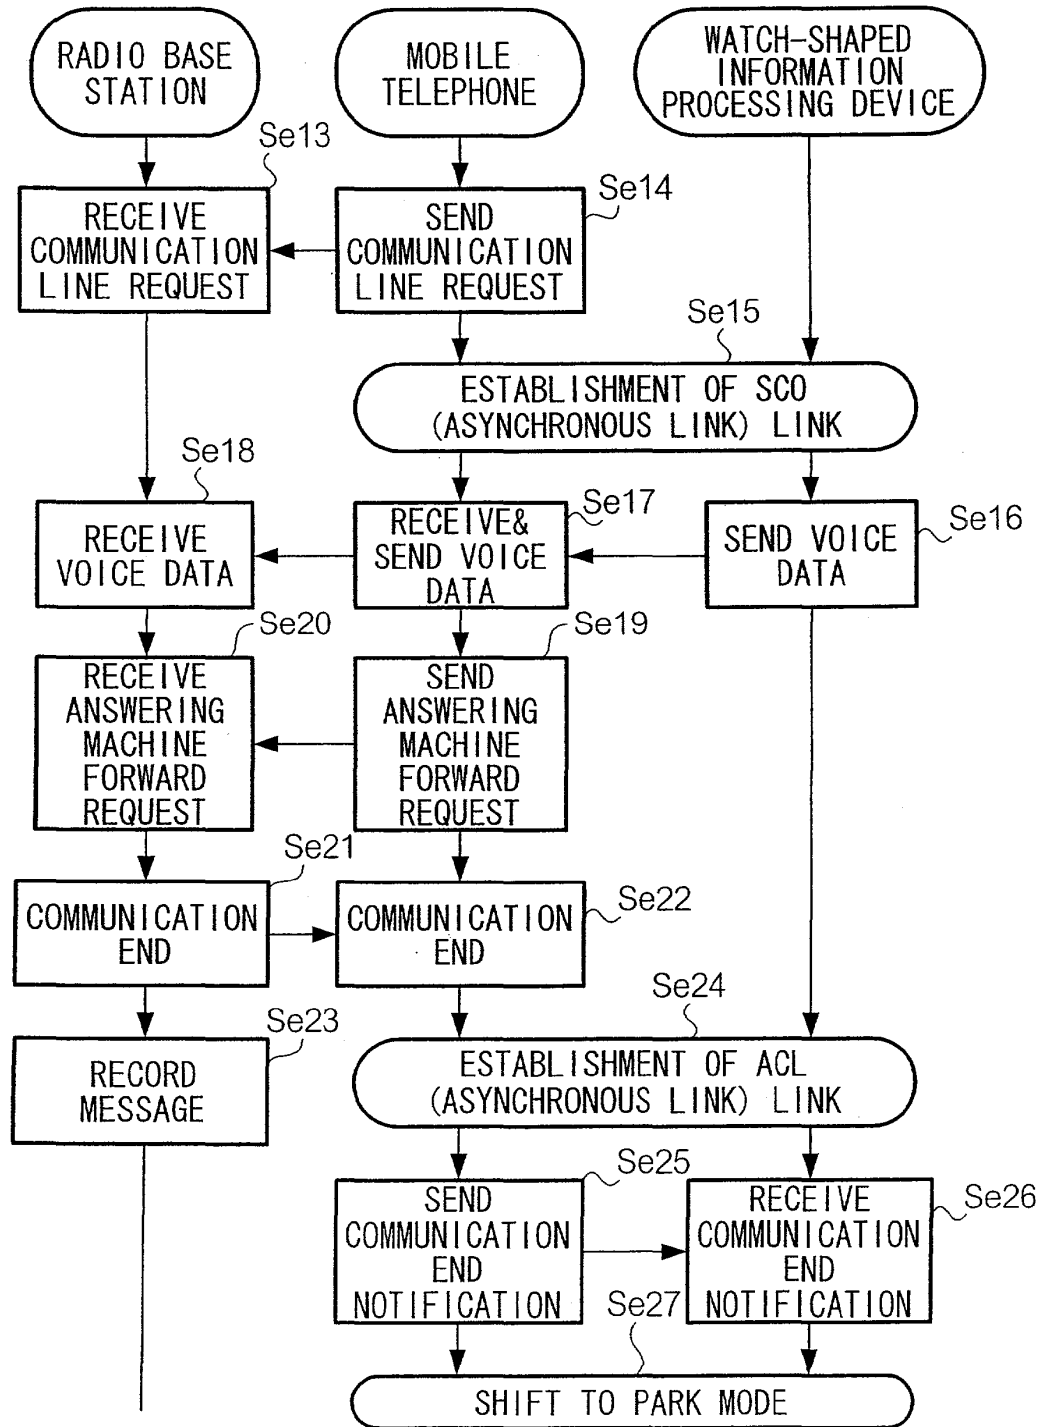 RADIO BASE
STATION
MOBILE
TELEPHONE
WATCH-SHAPED
INFORMATION
PROCESSING DEVICE
Se13
RECEIVE
COMMUNICATION
LINE REQUEST
Se14
SEND
COMMUNICATION
LINE REQUEST
Se15
ESTABLISHMENT OF SCO
(ASYNCHRONOUS LINK) LINK
Se18
RECEIVE
VOICE DATA
Se17
RECEIVE&
SEND VOICE
DATA
Se16
SEND VOICE
DATA
Se20
RECEIVE
ANSWERING
MACHINE
FORWARD
REQUEST
Se19
SEND
ANSWERING
MACHINE
FORWARD
REQUEST
Se21
COMMUNICATION
END
Se22
COMMUNICATION
END
Se23
RECORD
MESSAGE
Se24
ESTABLISHMENT OF ACL
(ASYNCHRONOUS LINK) LINK
Se25
SEND
COMMUNICATION
END
NOTIFICATION
Se26
RECEIVE
COMMUNICATION
END
NOTIFICATION
Se27
SHIFT TO PARK MODE